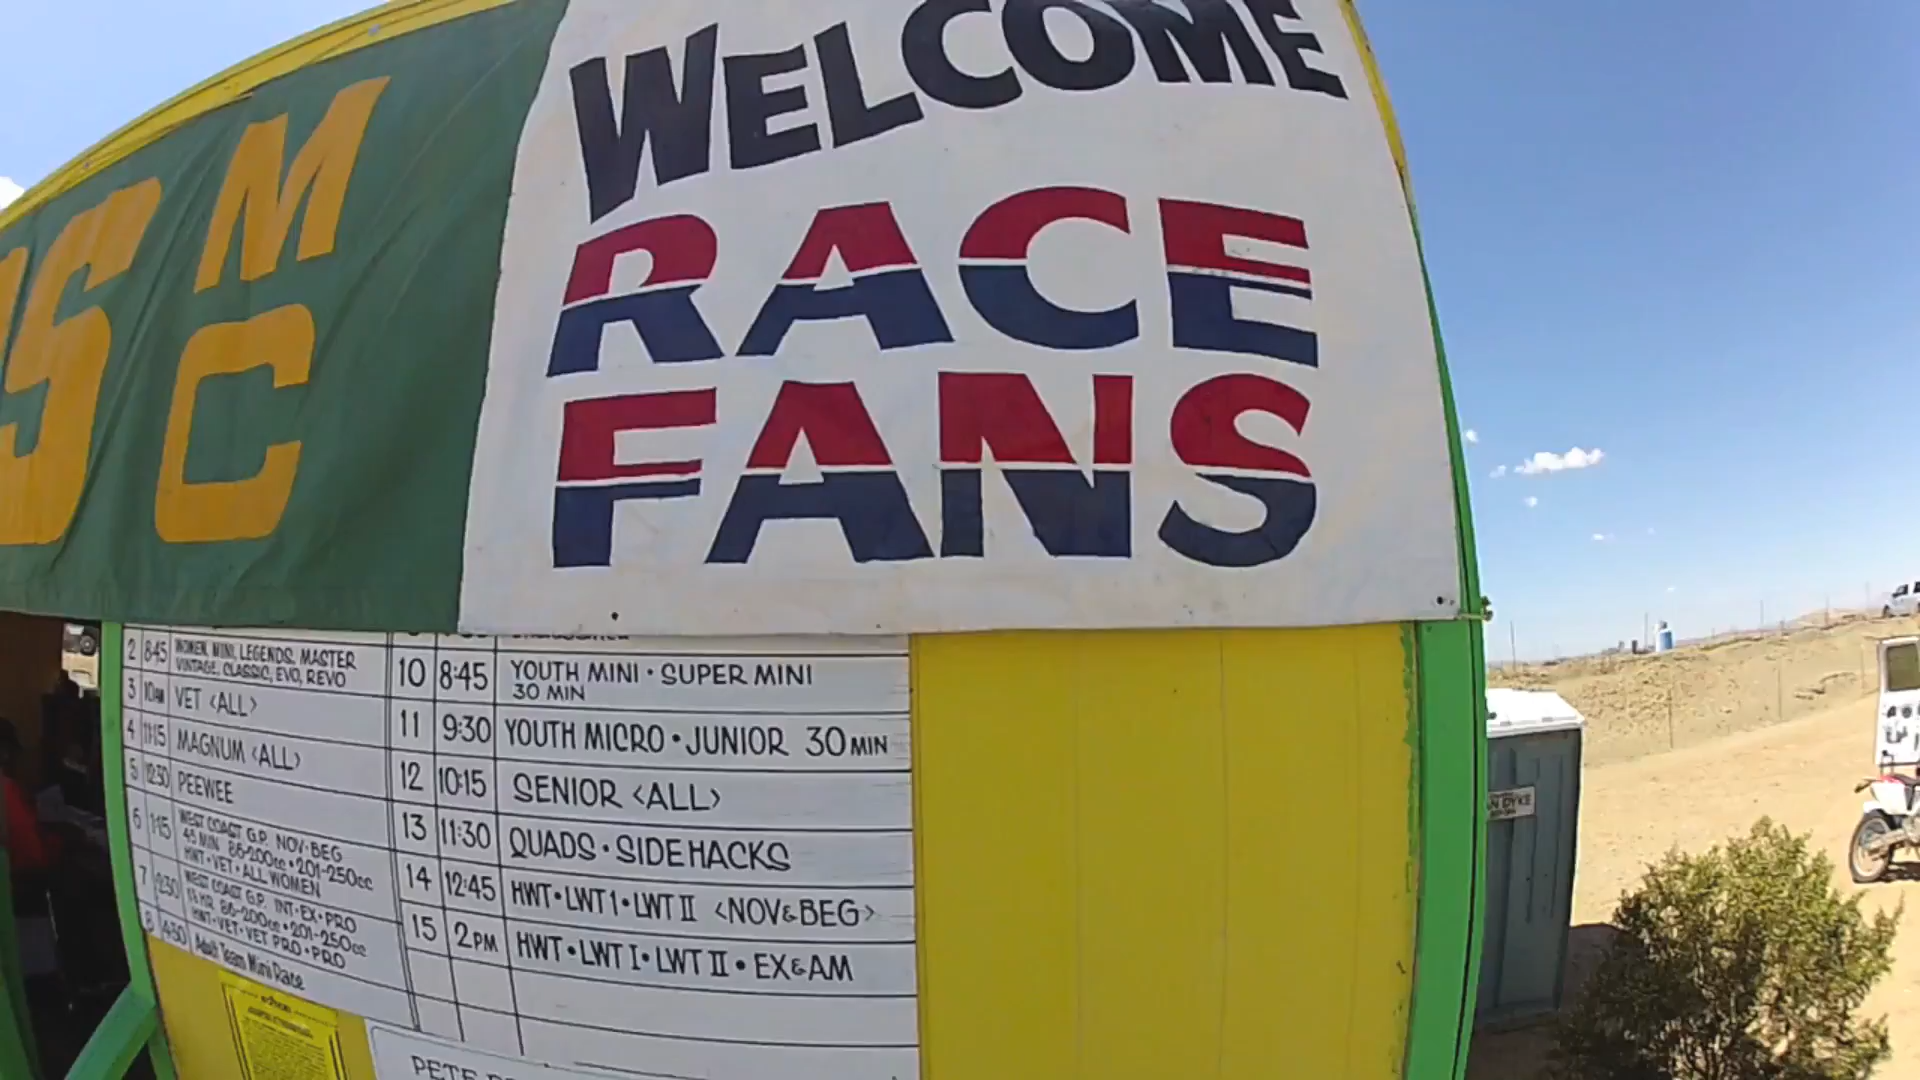 WELCOME
RACE
FANS
S M
C
2 8:45 WOMEN, MINI, LEGENDS, MASTER
VINTAGE, CLASSIC, EVO, REVO
3 10AM VET <ALL>
4 11:15 MAGNUM <ALL>
5 12:30 PEEWEE
6 1:15 WEST COAST G.P. NOV•BEG
45 MIN 86-200cc•201-250cc
HWT•VET•ALL WOMEN
7 2:30 WEST COAST G.P. INT•EX•PRO
HR 86-200cc•201-250cc
HWT•VET•VET PRO•PRO
8 4:30 Adult Team Mini Race
10 8:45 YOUTH MINI • SUPER MINI
30 MIN
11 9:30 YOUTH MICRO • JUNIOR 30 MIN
12 10:15 SENIOR <ALL>
13 11:30 QUADS • SIDEHACKS
14 12:45 HWT•LWT 1•LWT II <NOV&BEG>
15 2PM HWT•LWT I•LWT II•EX&AM
PETE